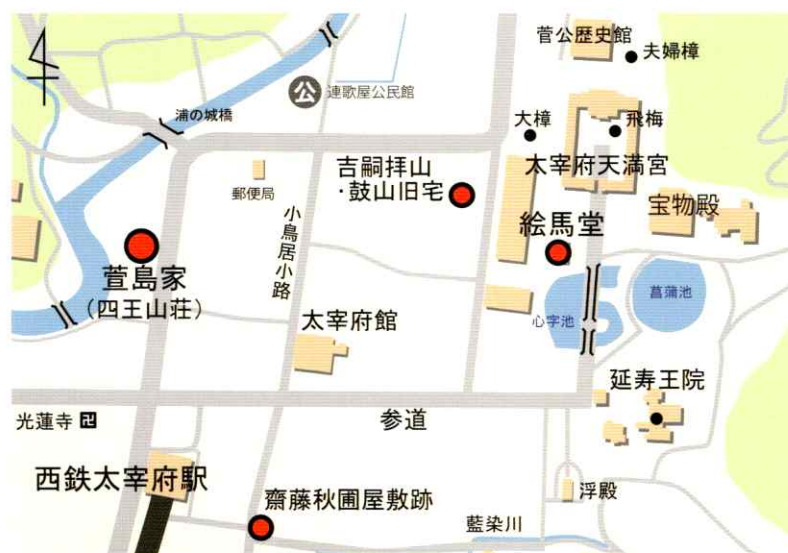 菅公歴史館
夫婦樟
公
連歌屋公民館
浦の城橋
大樟
飛梅
太宰府天満宮
吉嗣拝山
・鼓山旧宅
郵便局
宝物殿
小鳥居小路
絵馬堂
萱島家
(四王山荘)
太宰府館
心字池
菖蒲池
延寿王院
光蓮寺 卍
参道
西鉄太宰府駅
齋藤秋圃屋敷跡
浮殿
藍染川